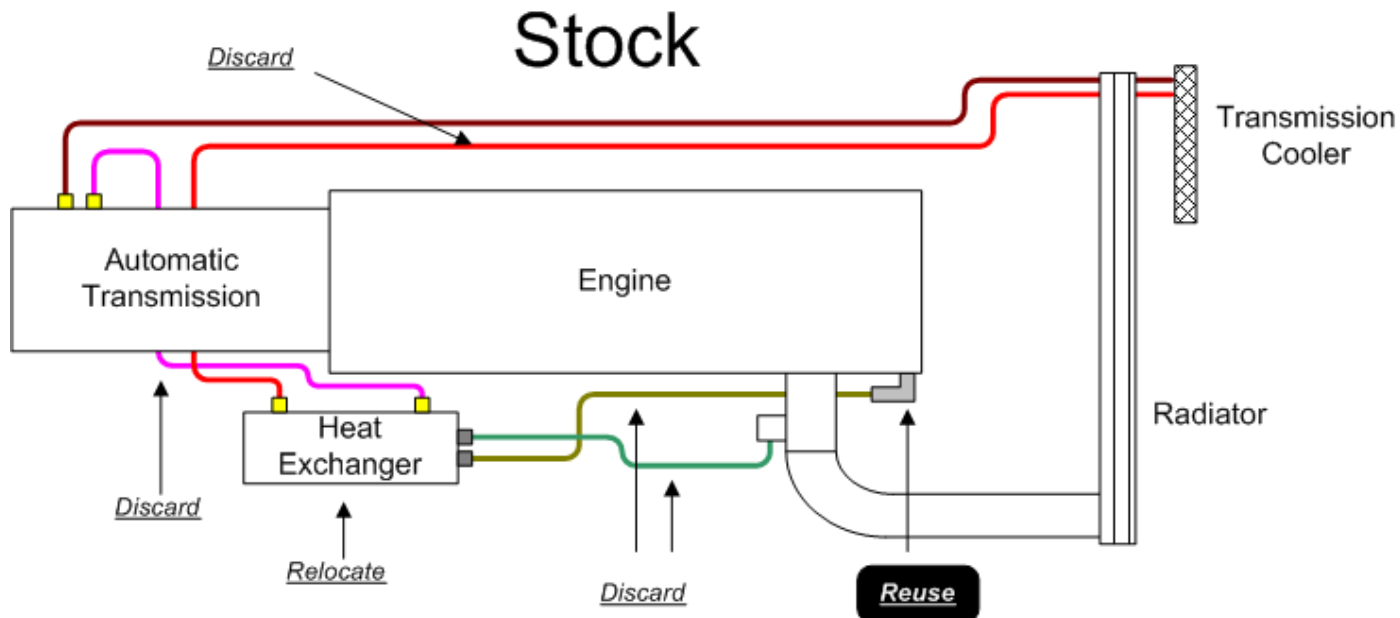 Stock
Discard
Transmission
Cooler
Automatic
Transmission
Engine
Radiator
Heat
Exchanger
Discard
Relocate
Discard
Reuse